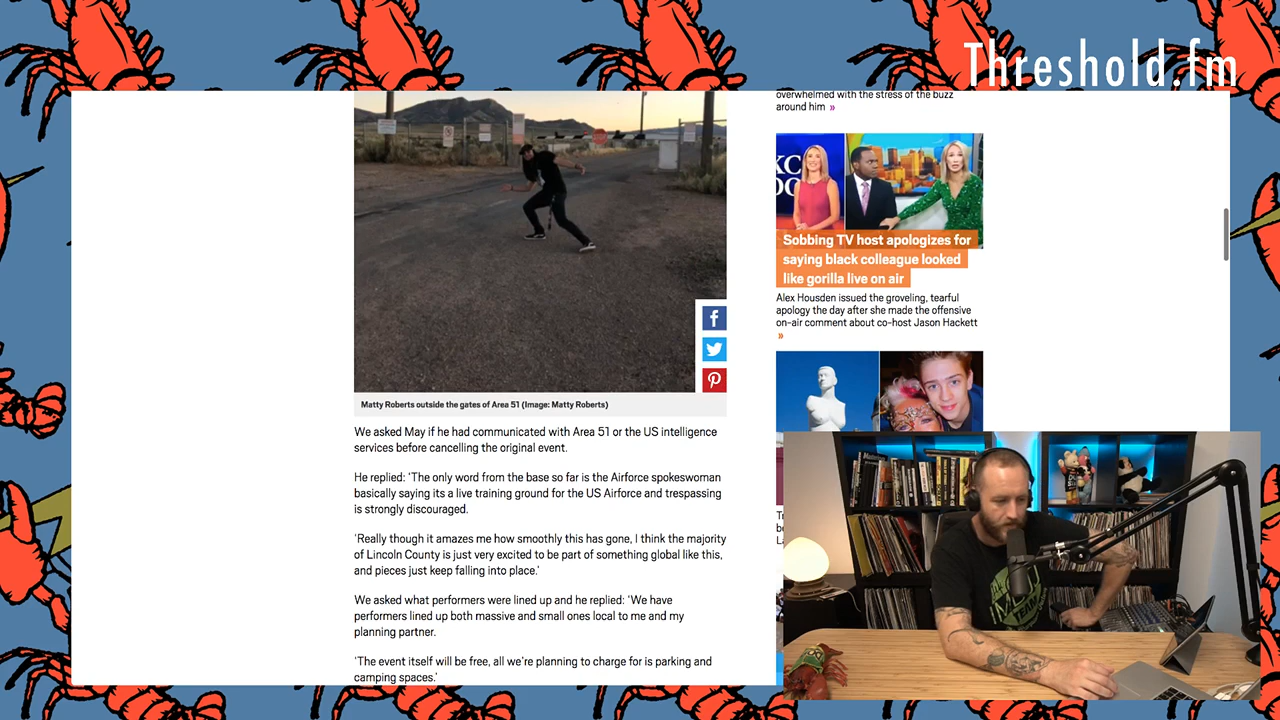 Threshold.fm
overwhelmed with the stress of the buzz
around him »
Sobbing TV host apologizes for
saying black colleague looked
like gorilla live on air
Alex Housden issued the groveling, tearful
apology the day after she made the offensive
on-air comment about co-host Jason Hackett
»
Matty Roberts outside the gates of Area 51 (Image: Matty Roberts)
We asked May if he had communicated with Area 51 or the US intelligence
services before cancelling the original event.
He replied: 'The only word from the base so far is the Airforce spokeswoman
basically saying its a live training ground for the US Airforce and trespassing
is strongly discouraged.
'Really though it amazes me how smoothly this has gone, I think the majority
of Lincoln County is just very excited to be part of something global like this,
and pieces just keep falling into place.'
We asked what performers were lined up and he replied: 'We have
performers lined up both massive and small ones local to me and my
planning partner.
'The event itself will be free, all we're planning to charge for is parking and
camping spaces.'